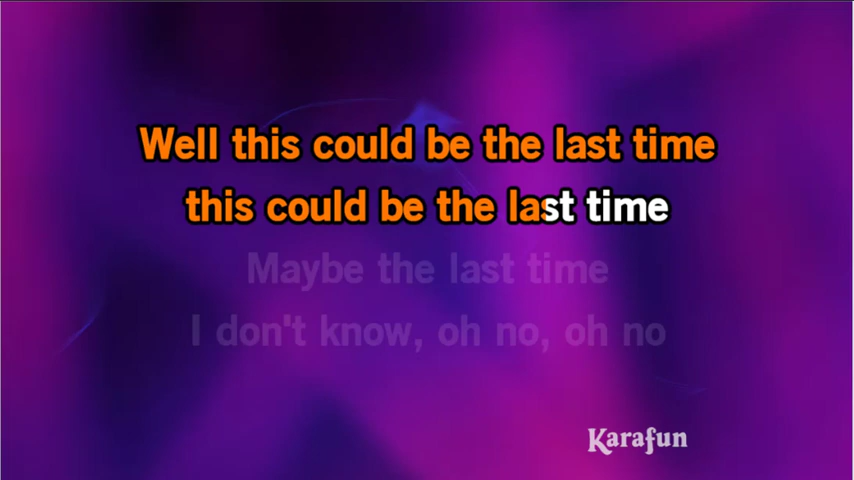 Well this could be the last time
this could be the last time
Maybe the last time
I don't know, oh no, oh no
Karafun